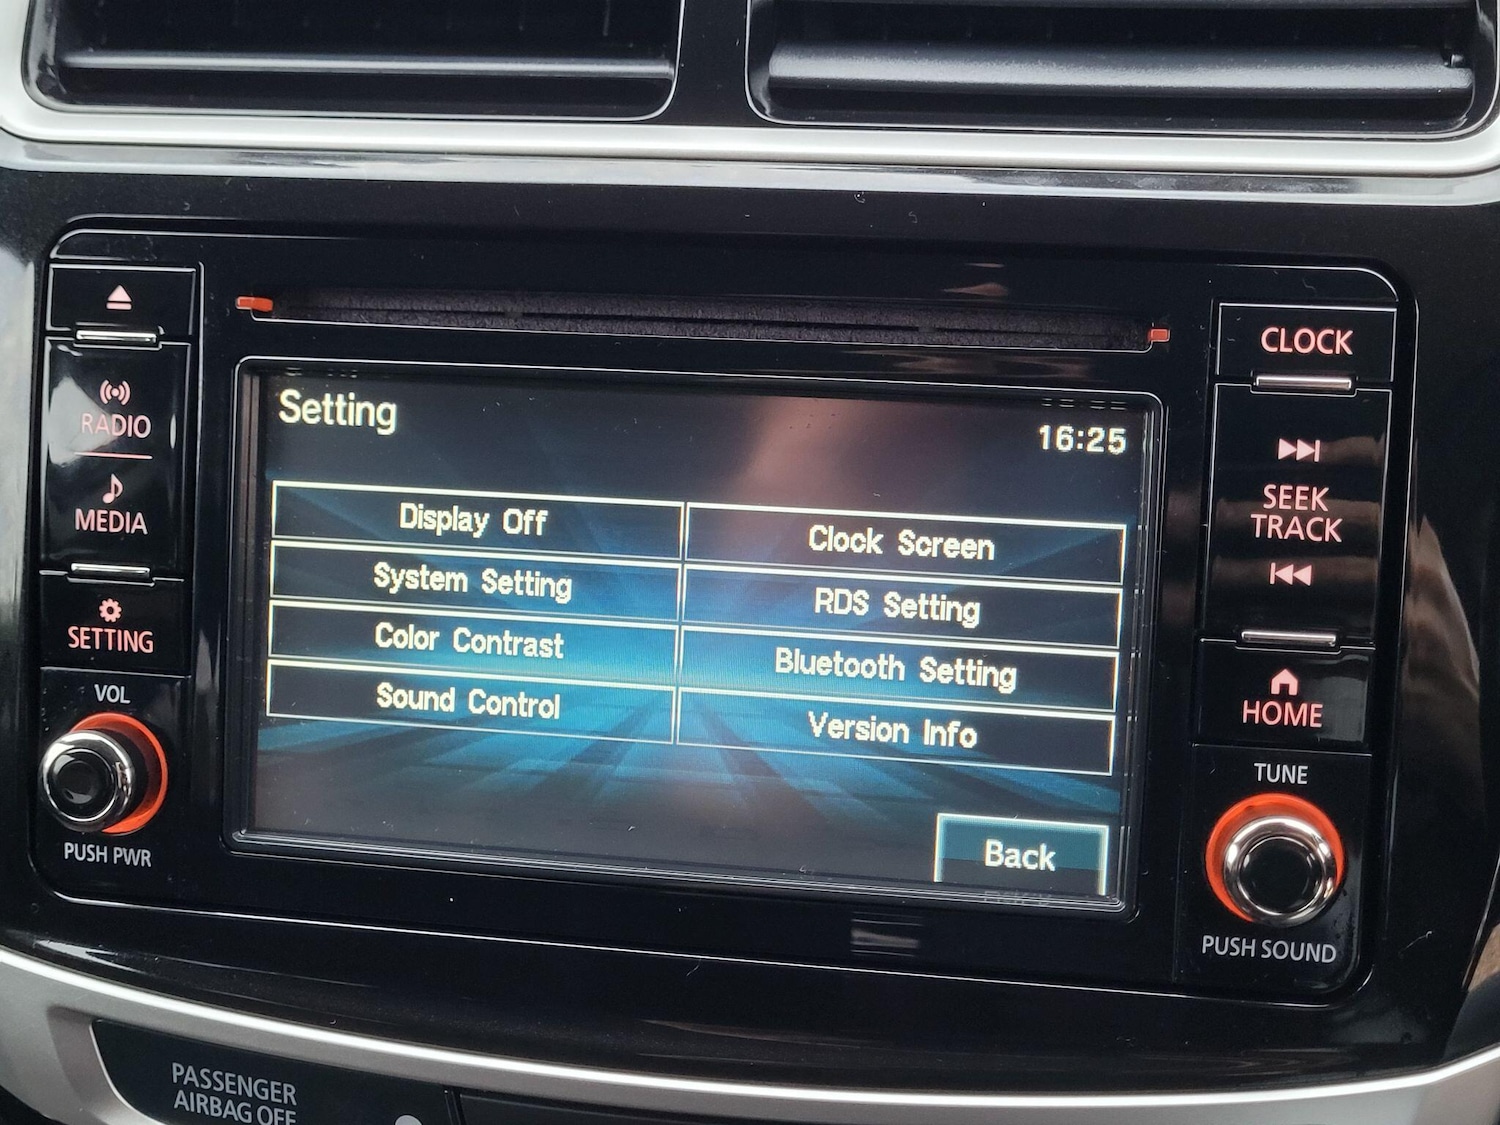 Setting
16:25
Display Off
Clock Screen
System Setting
RDS Setting
Color Contrast
Bluetooth Setting
Sound Control
Version Info
Back
RADIO
MEDIA
SETTING
VOL
PUSH PWR
CLOCK
SEEK
TRACK
HOME
TUNE
PUSH SOUND
PASSENGER
AIRBAG OFF